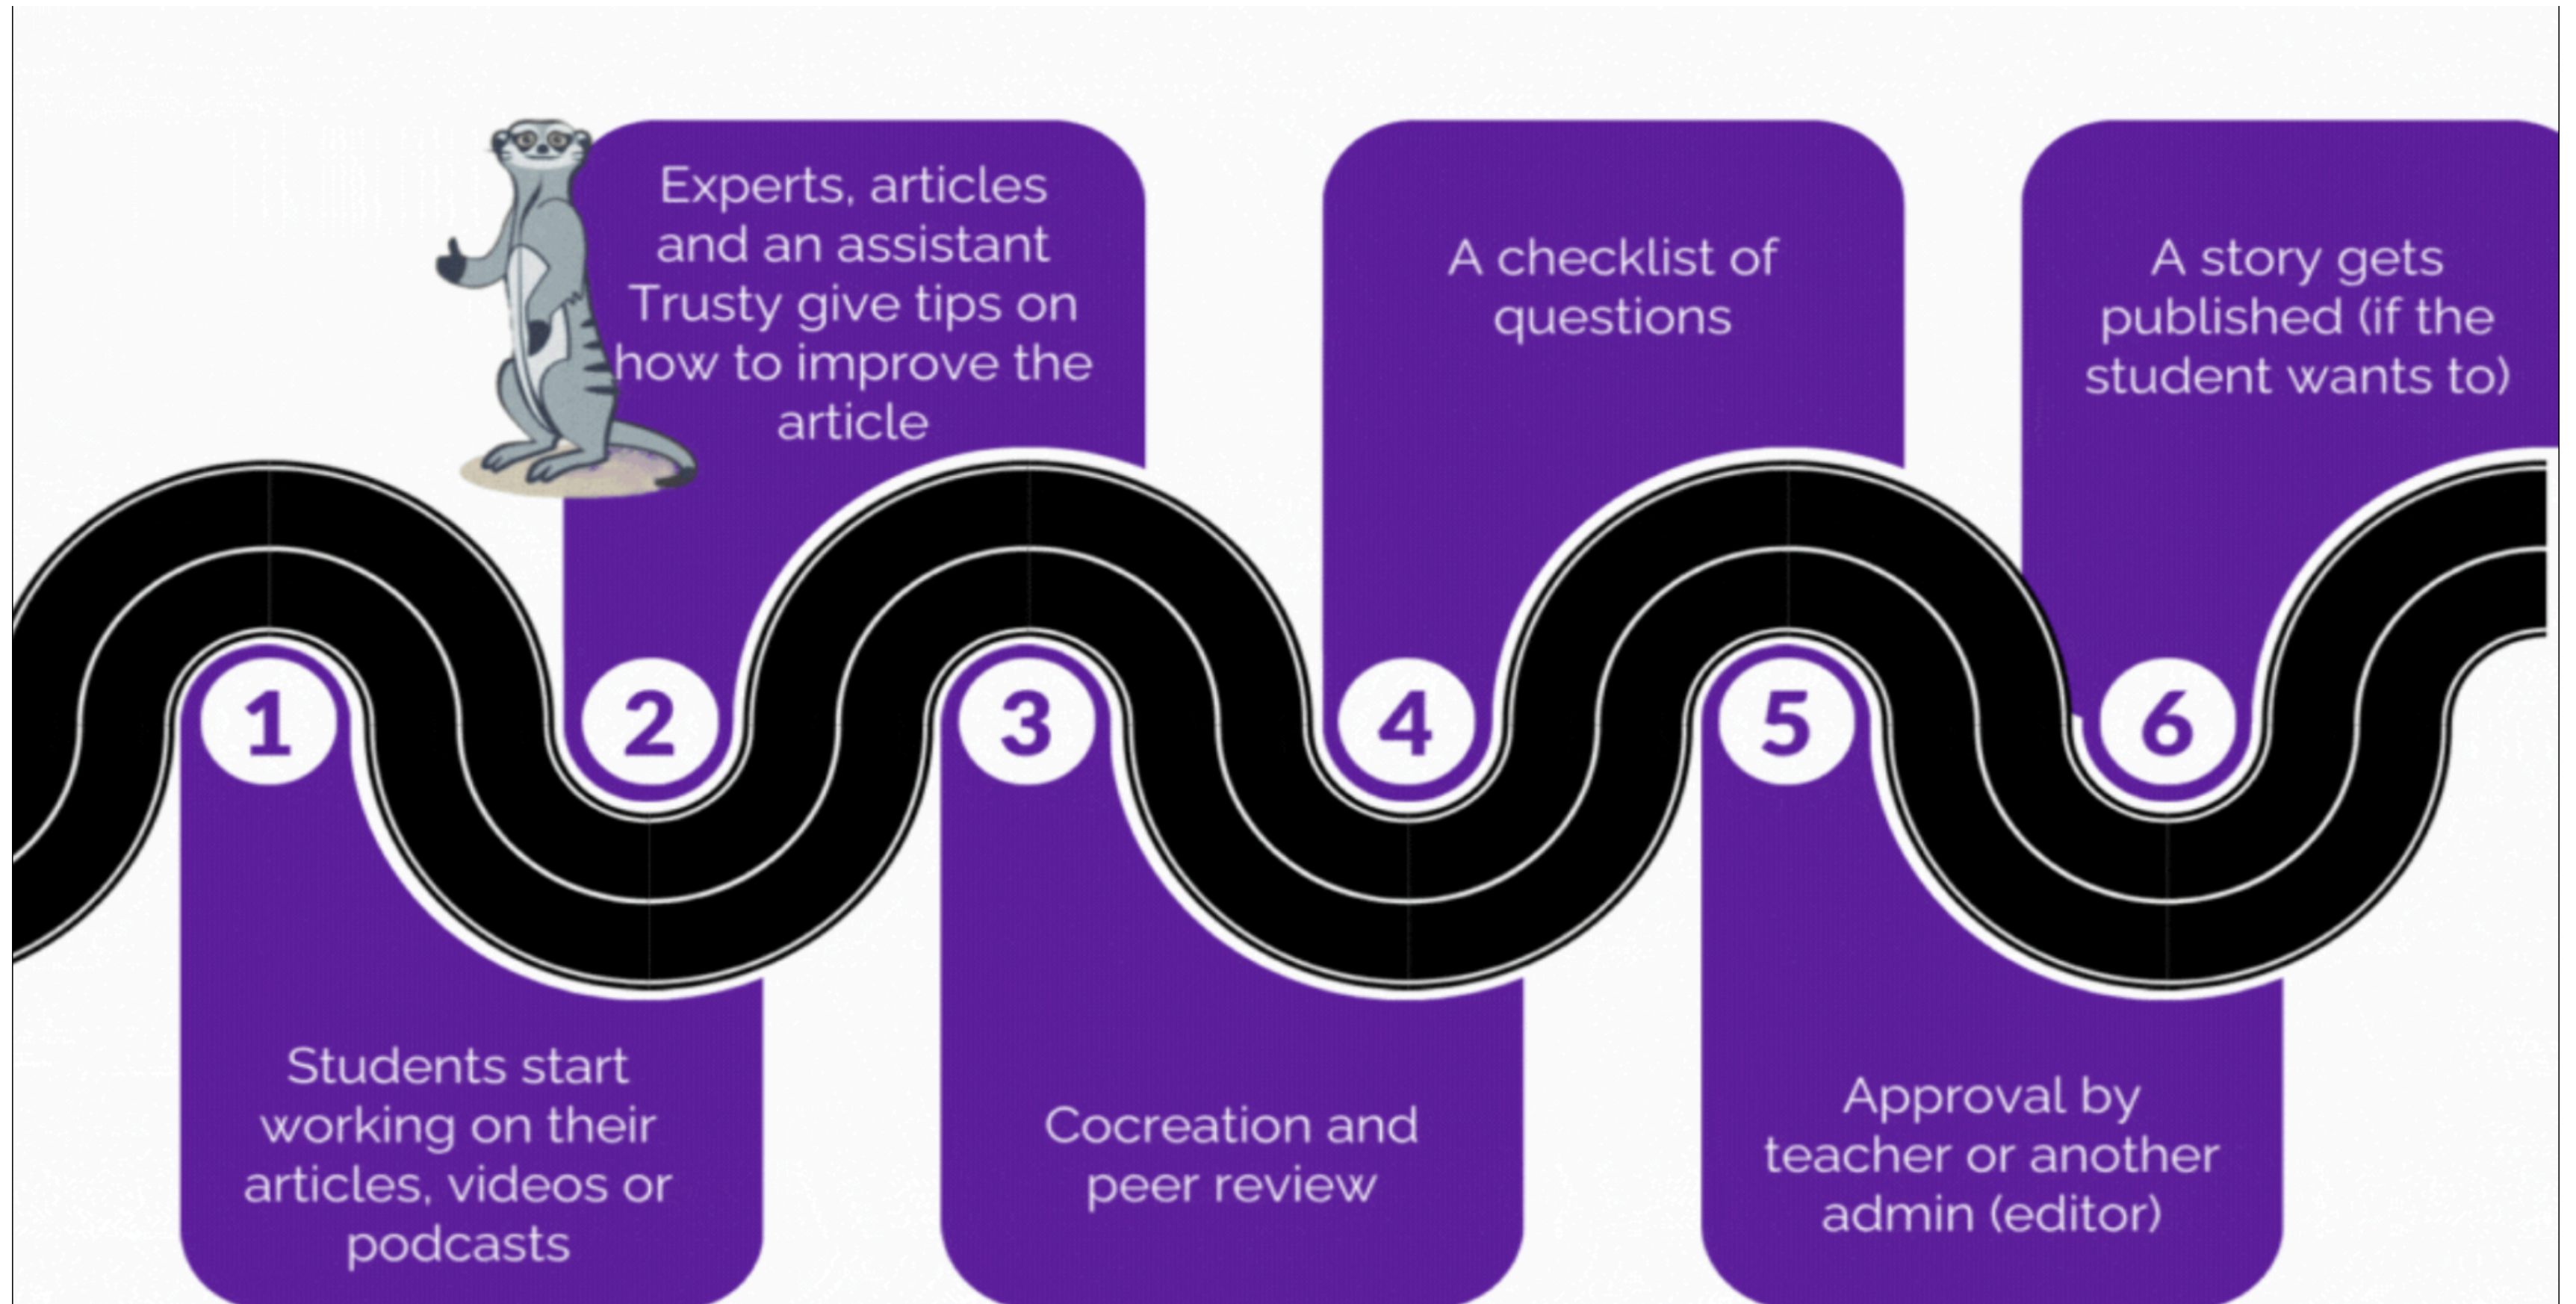 1
Students start
working on their
articles, videos or
podcasts
2
Experts, articles
and an assistant
Trusty give tips on
how to improve the
article
3
Cocreation and
peer review
4
A checklist of
questions
5
Approval by
teacher or another
admin (editor)
6
A story gets
published (if the
student wants to)